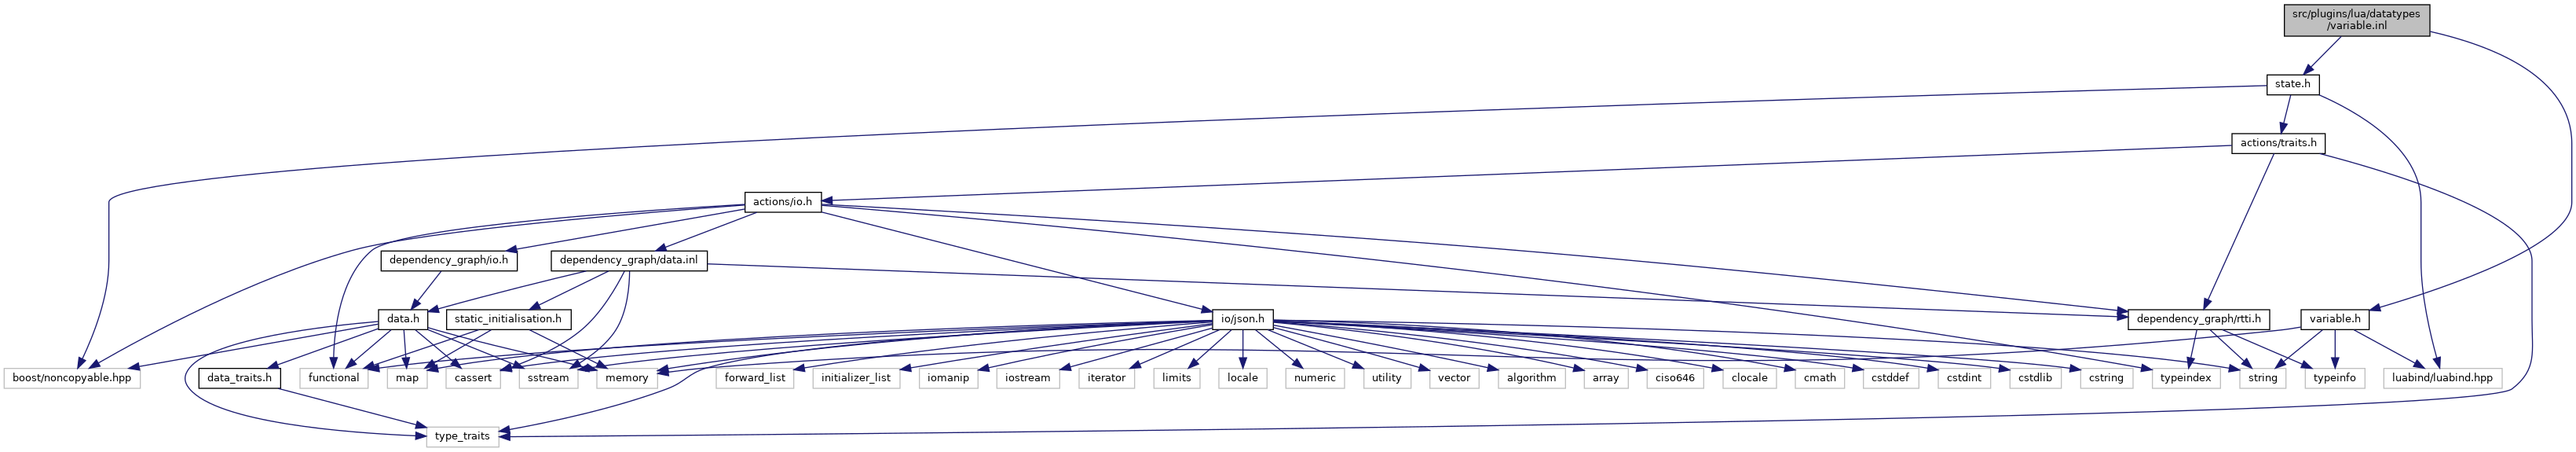 src/plugins/lua/datatypes
/variable.inl
state.h
actions/traits.h
actions/io.h
dependency_graph/io.h
dependency_graph/data.inl
data.h
static_initialisation.h
io/json.h
dependency_graph/rtti.h
variable.h
boost/noncopyable.hpp
data_traits.h
functional
map
cassert
sstream
memory
forward_list
initializer_list
iomanip
iostream
iterator
limits
locale
numeric
utility
vector
algorithm
array
ciso646
clocale
cmath
cstddef
cstdint
cstdlib
cstring
typeindex
string
typeinfo
luabind/luabind.hpp
type_traits